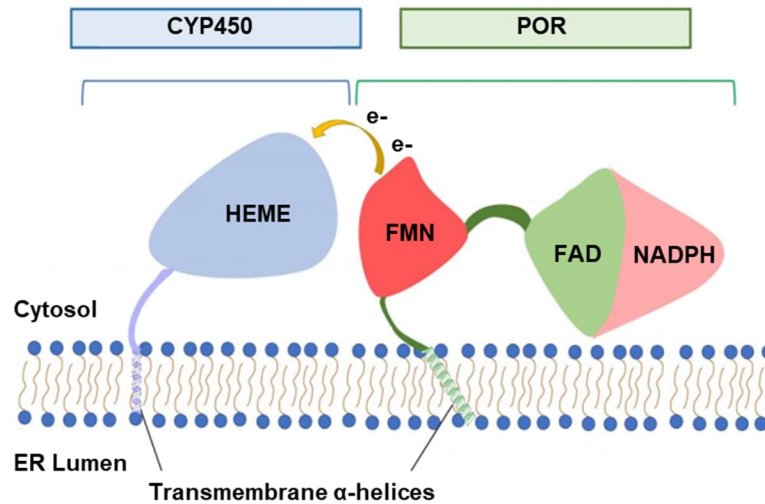 CYP450
POR
e-
e-
HEME
FMN
FAD
NADPH
Cytosol
ER Lumen
Transmembrane α-helices